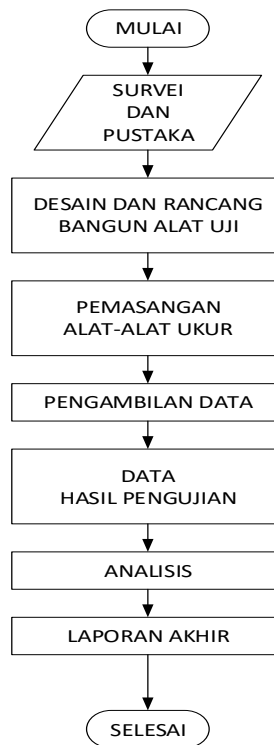 MULAI
SURVEI
DAN
PUSTAKA
DESAIN DAN RANCANG
BANGUN ALAT UJI
PEMASANGAN
ALAT-ALAT UKUR
PENGAMBILAN DATA
DATA
HASIL PENGUJIAN
ANALISIS
LAPORAN AKHIR
SELESAI